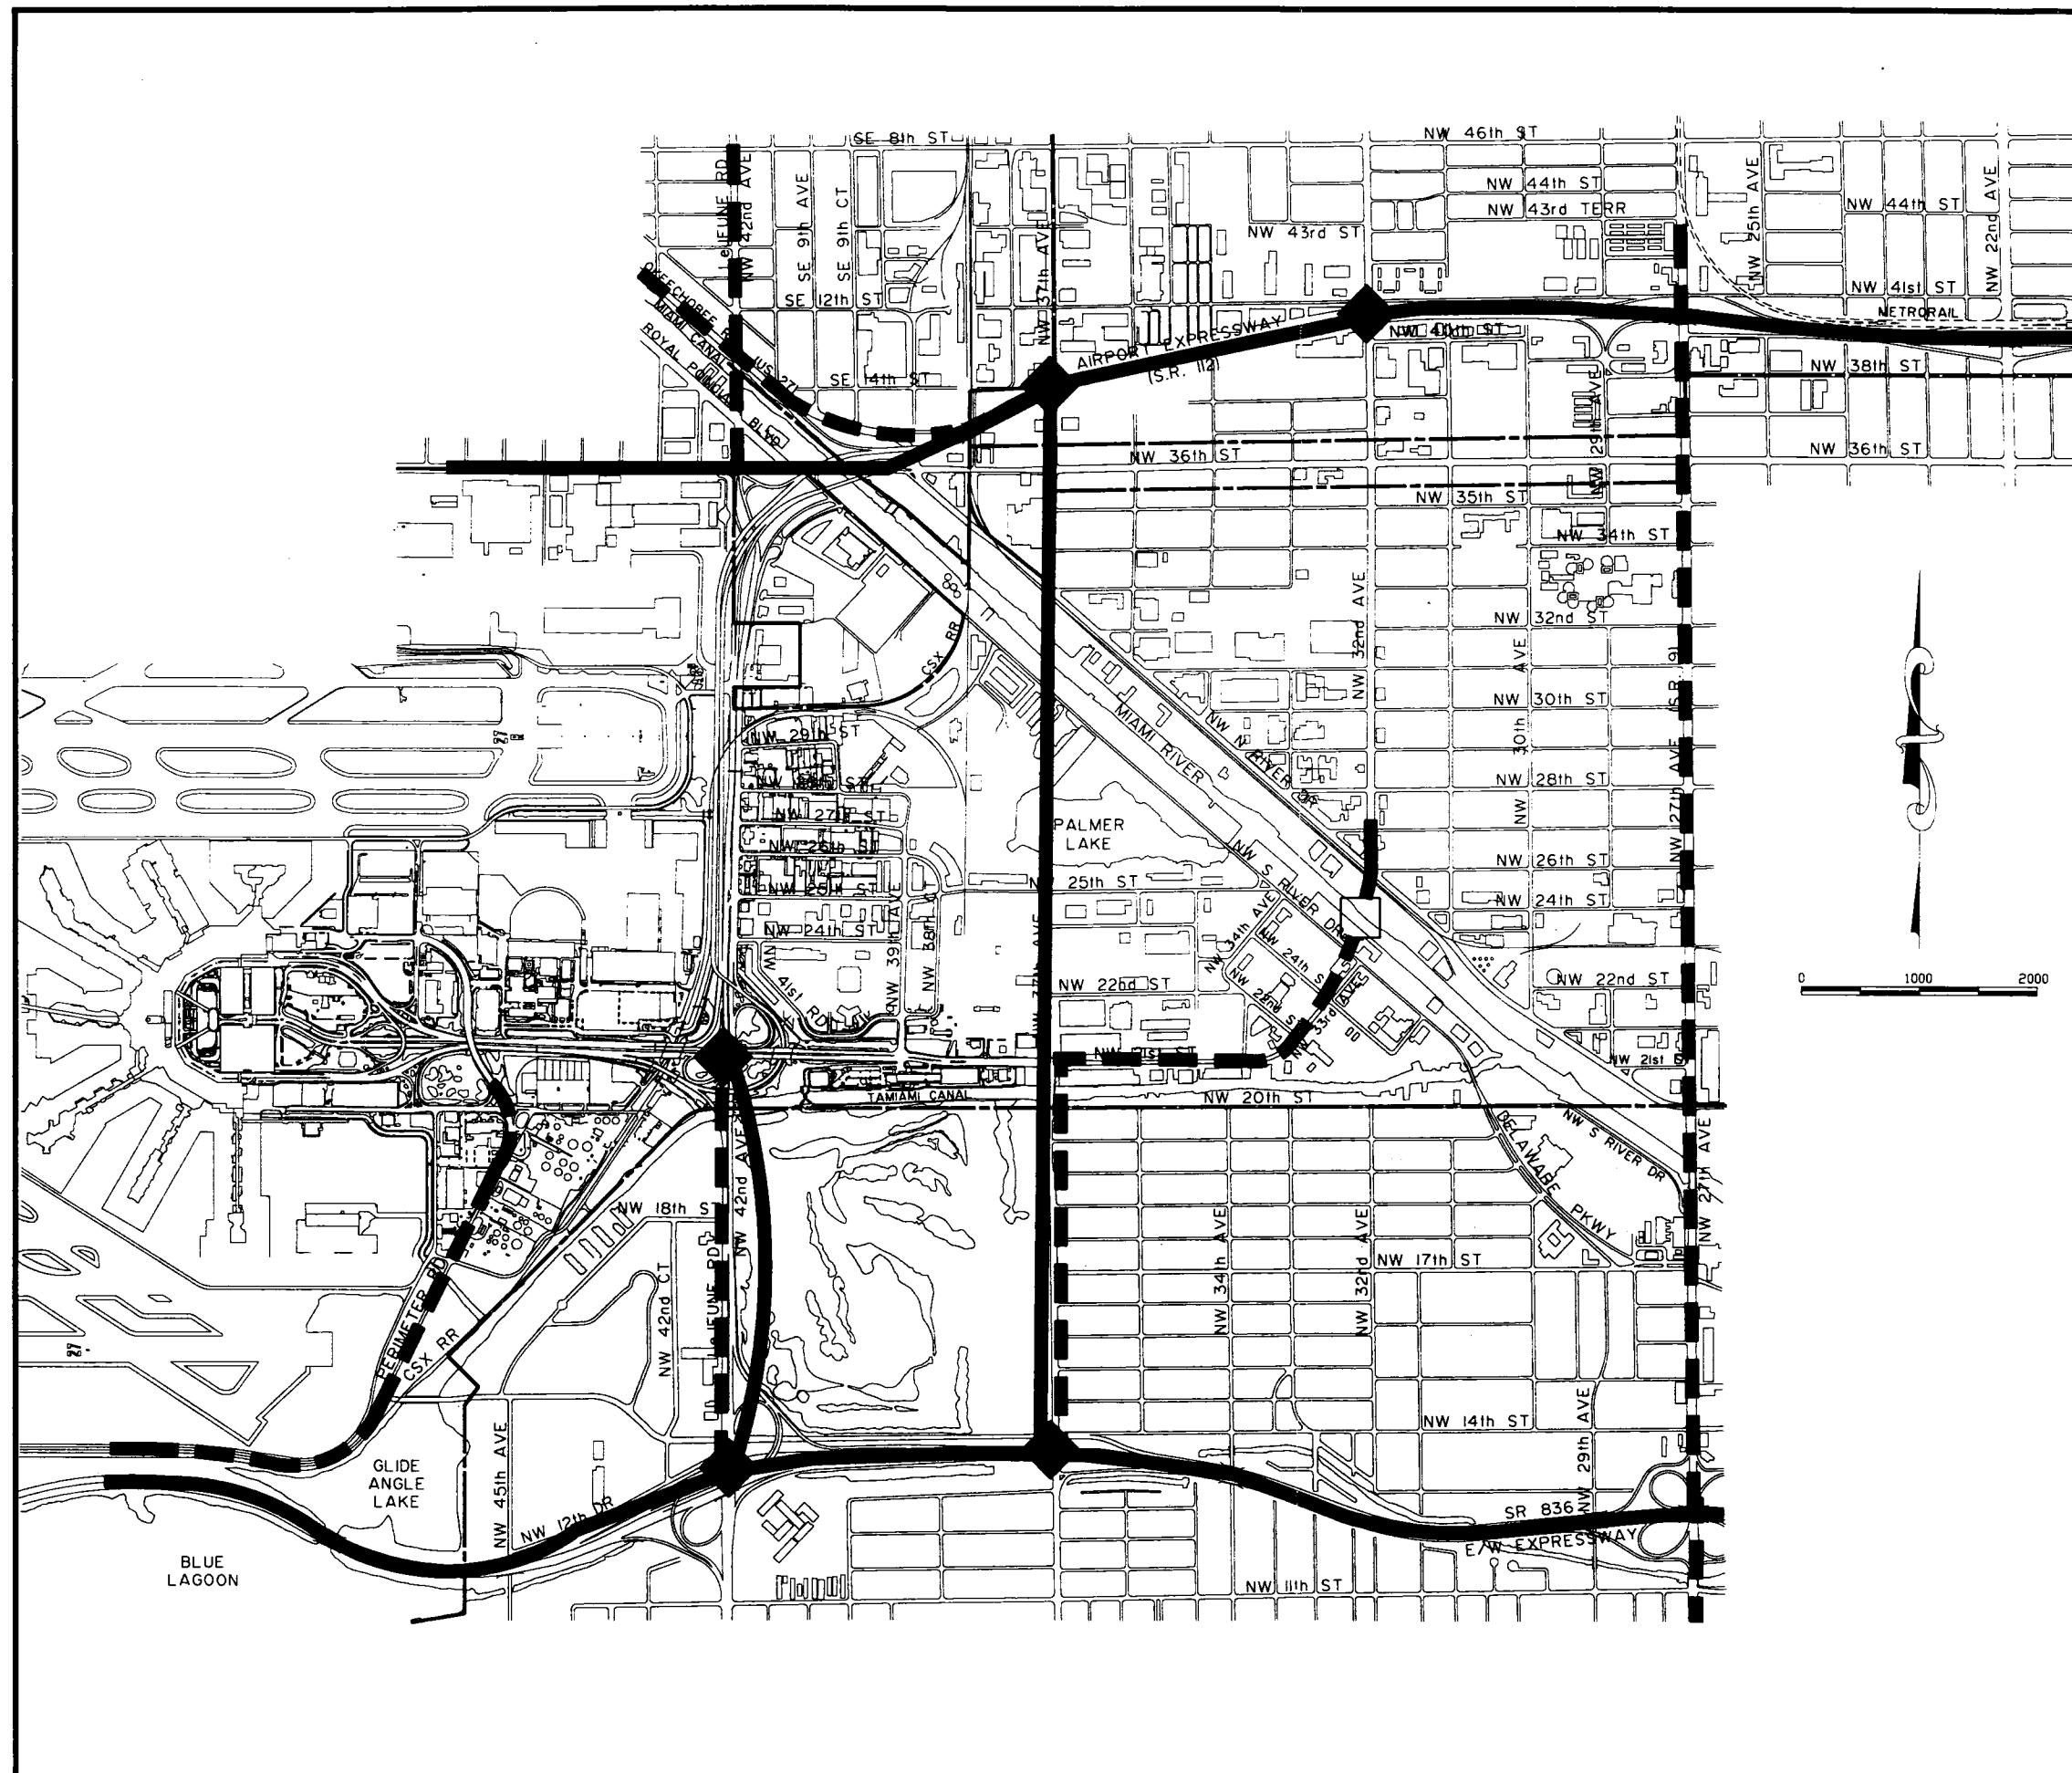 SE 8th ST
NW 46th ST
LeJEUNE RD
NW 42nd AVE
SE 9th AVE
SE 9th CT
NW 37th AVE
NW 44th ST
NW 43rd TERR
NW 43rd ST
NW 25th AVE
NW 44th ST
NW 22nd AVE
OKEECHOBEE RD (US 27)
MIAMI CANAL
ROYAL POINCIANA
BLVD
SE 12th ST
SE 14th ST
AIRPORT EXPRESSWAY
(S.R. 112)
NW 40th ST
NW 41st ST
METRORAIL
NW 38th ST
NW 29th AVE
NW 36th ST
NW 36th ST
NW 35th ST
NW 34th ST
NW 32nd AVE
NW 32nd ST
CSX RR
NW 30th AVE
NW 30th ST
NW 27th AVE (SR 9)
MIAMI RIVER
NW N RIVER DR
NW 29th ST
NW 28th ST
NW 27th ST
NW 26th ST
NW 25th ST
NW 24th ST
PALMER
LAKE
NW 28th ST
NW 26th ST
NW 24th ST
NW 25th ST
NW S RIVER DR
NW 39th AVE
NW 38th CT
NW 37th AVE
NW 34th AVE
NW 24th ST
NW 22nd ST
NW 33rd AVE
NW 41st RD
NW 22nd ST
NW 22nd ST
0 1000 2000
NW 21st ST
NW 21st ST
TAMIAMI CANAL
NW 20th ST
DELAWARE PKWY
NW S RIVER DR
NW 27th AVE
NW 42nd AVE
LeJEUNE RD
NW 18th ST
NW 42nd CT
NW 34th AVE
NW 32nd AVE
NW 17th ST
PERIMETER RD
CSX RR
NW 14th ST
NW 29th AVE
GLIDE
ANGLE
LAKE
NW 45th AVE
NW 12th DR
SR 836
E/W EXPRESSWAY
BLUE
LAGOON
NW 11th ST